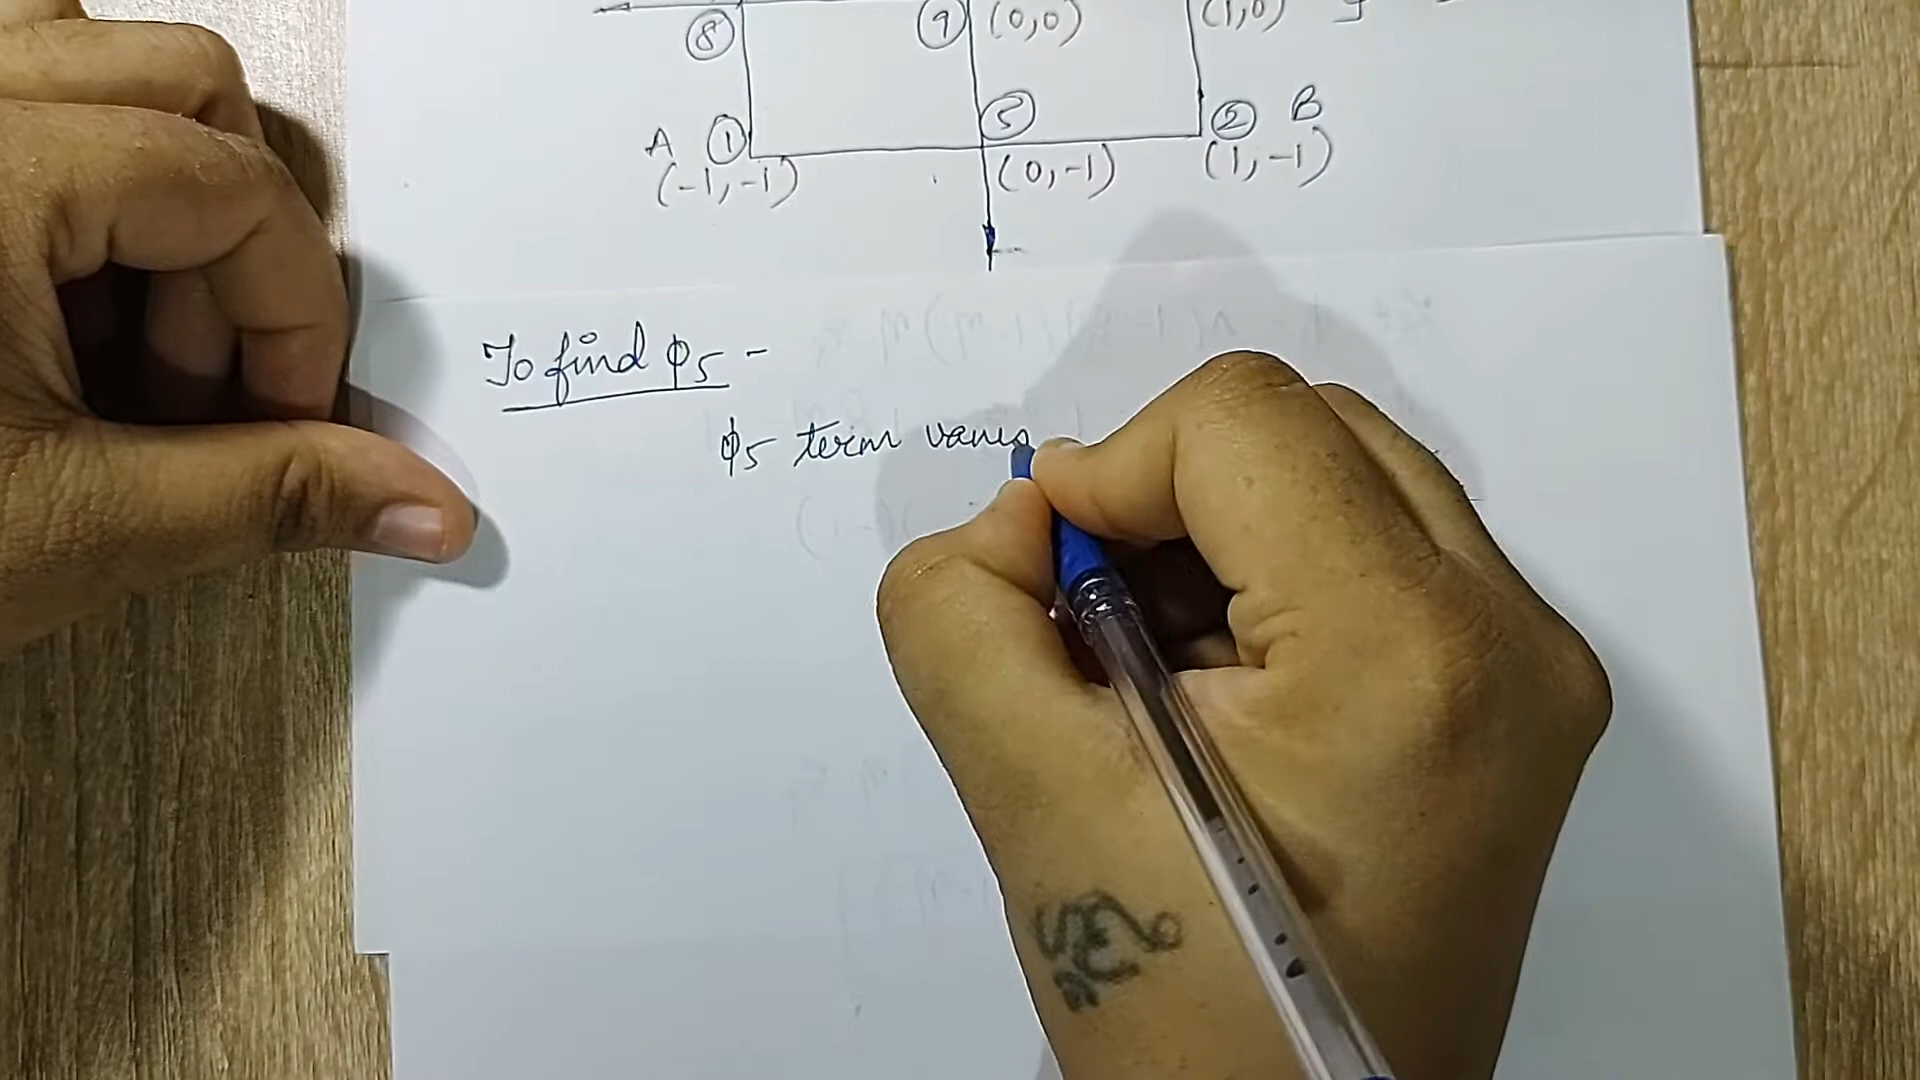 ⑧ ⑨ (0,0) (1,0)
A ① ⑤ ② B
(-1,-1) (0,-1) (1,-1)
To find ϕ5 -
ϕ5 term varies